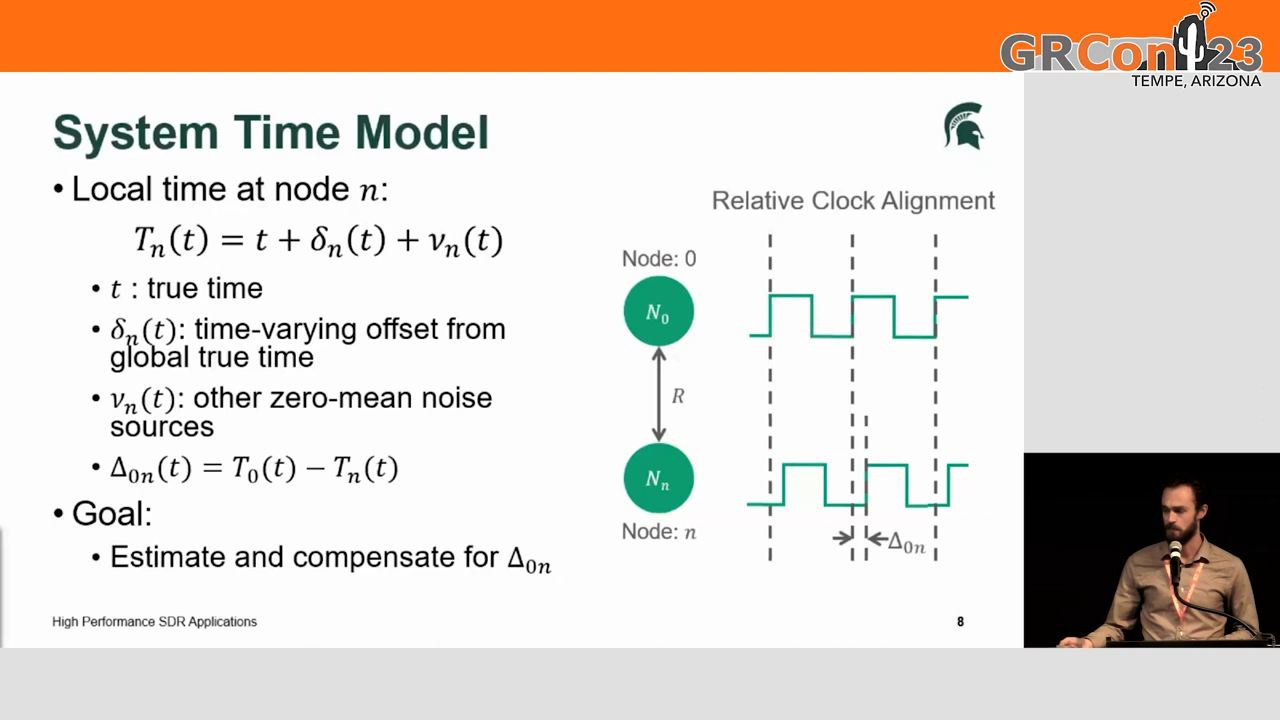 GRCon 23
TEMPE, ARIZONA
System Time Model
• Local time at node n:
Tₙ(t) = t + δₙ(t) + νₙ(t)
• t : true time
• δₙ(t): time-varying offset from
global true time
• νₙ(t): other zero-mean noise
sources
• Δ₀ₙ(t) = T₀(t) − Tₙ(t)
• Goal:
• Estimate and compensate for Δ₀ₙ
Relative Clock Alignment
Node: 0
N₀
R
Nₙ
Node: n
Δ₀ₙ
High Performance SDR Applications
8